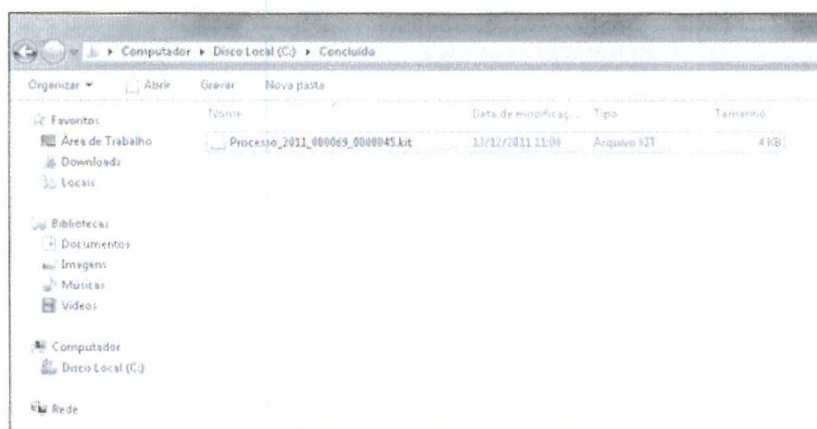 Computador ▸ Disco Local (C:) ▸ Concluído
Organizar Abrir Gravar Nova pasta
Nome Data de modificaç... Tipo Tamanho
Favoritos
Área de Trabalho
Downloads
Locais
Processo_2011_000069_0000045.kit 13/12/2011 11:00 Arquivo KIT 4 KB
Bibliotecas
Documentos
Imagens
Músicas
Vídeos
Computador
Disco Local (C:)
Rede